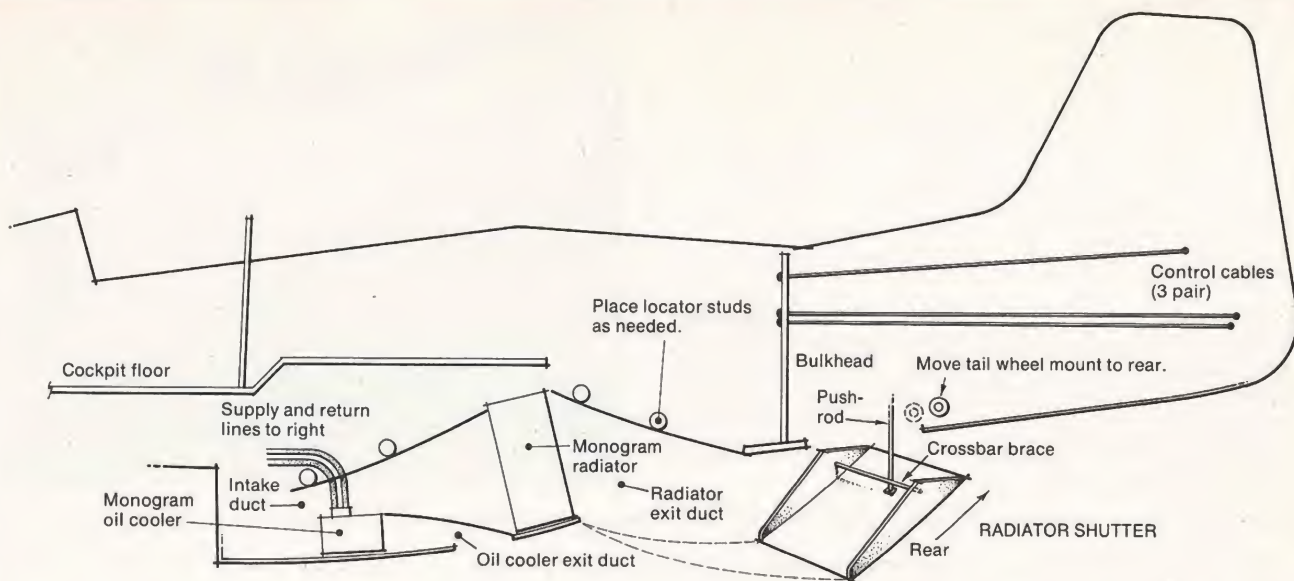 Control cables
(3 pair)
Place locator studs
as needed.
Cockpit floor
Bulkhead
Move tail wheel mount to rear.
Supply and return
lines to right
Push-
rod
Crossbar brace
Monogram
radiator
Intake
duct
Radiator
exit duct
Monogram
oil cooler
RADIATOR SHUTTER
Oil cooler exit duct
Rear